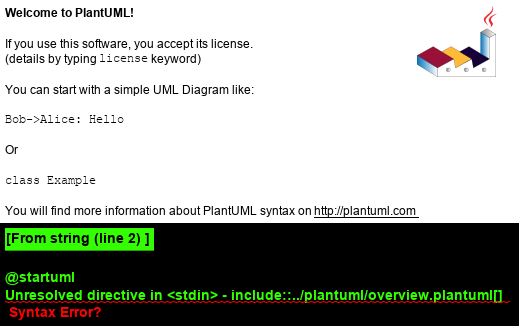 Welcome to PlantUML!
If you use this software, you accept its license.
(details by typing license keyword)
You can start with a simple UML Diagram like:
Bob->Alice: Hello
Or
class Example
You will find more information about PlantUML syntax on http://plantuml.com
[From string (line 2) ]
@startuml
Unresolved directive in <stdin> - include::../plantuml/overview.plantuml[]
Syntax Error?